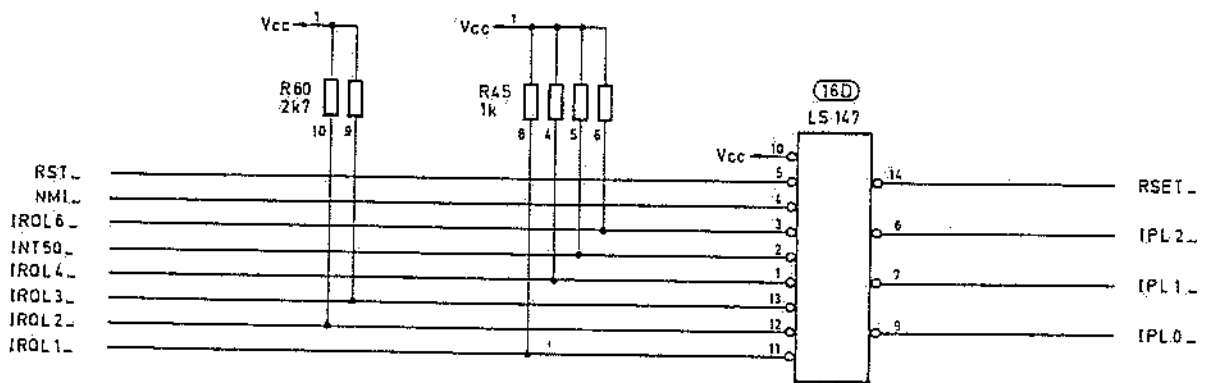 Vcc 1
Vcc 1
R60
2k7
10 9
R45
1k
8 4 5 6
16D
LS 147
Vcc 10
RST_ 5 14 RSET_
NMI_ 4
IRQL6_ 3 6 IPL2_
INT50_ 2
IRQL4_ 1 7 IPL1_
IRQL3_ 13
IRQL2_ 12 9 IPL0_
IRQL1_ 11